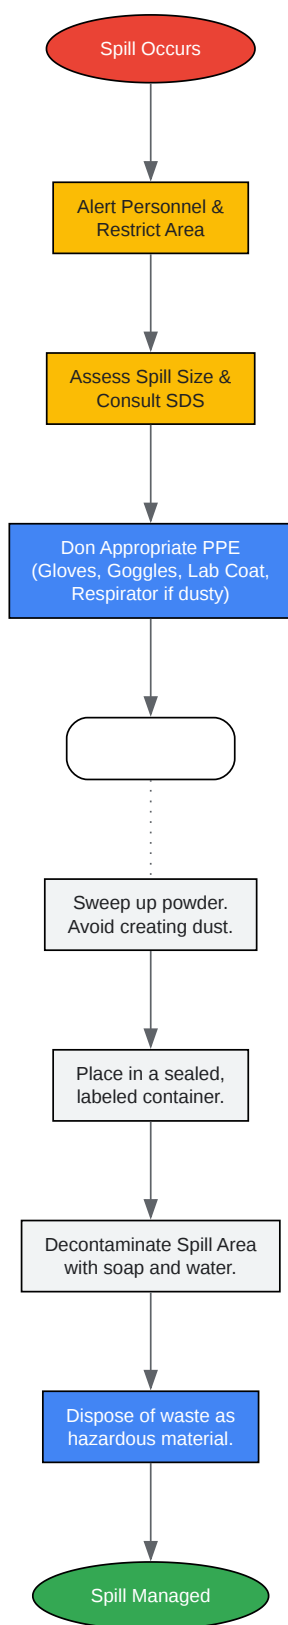 Spill Occurs
Alert Personnel &
Restrict Area
Assess Spill Size &
Consult SDS
Don Appropriate PPE
(Gloves, Goggles, Lab Coat,
Respirator if dusty)
Sweep up powder.
Avoid creating dust.
Place in a sealed,
labeled container.
Decontaminate Spill Area
with soap and water.
Dispose of waste as
hazardous material.
Spill Managed